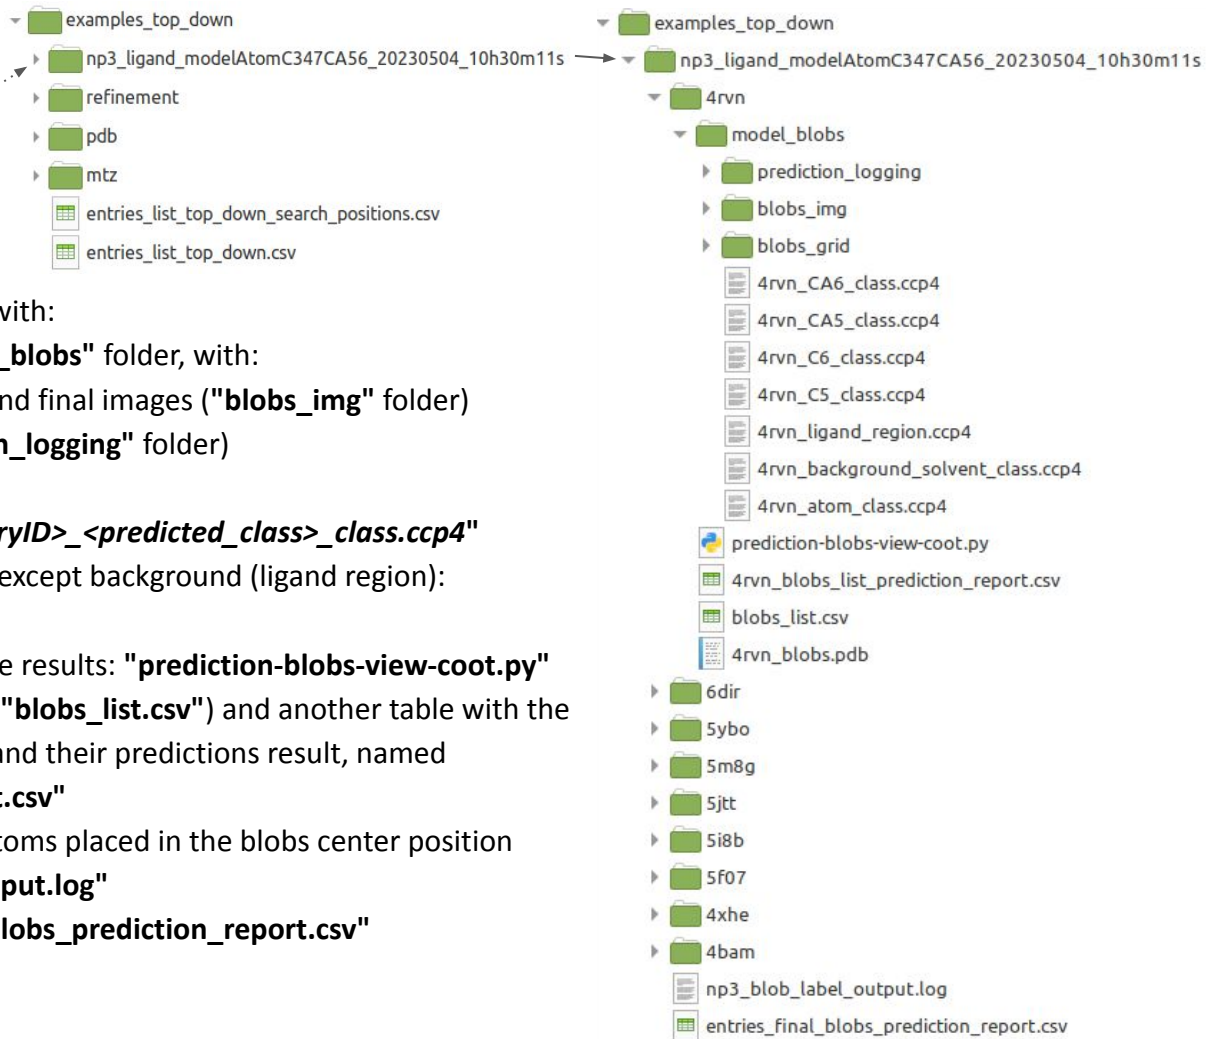 examples_top_down
np3_ligand_modelAtomC347CA56_20230504_10h30m11s
refinement
pdb
mtz
entries_list_top_down_search_positions.csv
entries_list_top_down.csv
with:
_blobs" folder, with:
nd final images ("blobs_img" folder)
n_logging" folder)
ryID>_<predicted_class>_class.ccp4"
except background (ligand region):
e results: "prediction-blobs-view-coot.py"
"blobs_list.csv") and another table with the
and their predictions result, named
t.csv"
toms placed in the blobs center position
put.log"
lobs_prediction_report.csv"
examples_top_down
np3_ligand_modelAtomC347CA56_20230504_10h30m11s
4rvn
model_blobs
prediction_logging
blobs_img
blobs_grid
4rvn_CA6_class.ccp4
4rvn_CA5_class.ccp4
4rvn_C6_class.ccp4
4rvn_C5_class.ccp4
4rvn_ligand_region.ccp4
4rvn_background_solvent_class.ccp4
4rvn_atom_class.ccp4
prediction-blobs-view-coot.py
4rvn_blobs_list_prediction_report.csv
blobs_list.csv
4rvn_blobs.pdb
6dir
5ybo
5m8g
5jtt
5i8b
5f07
4xhe
4bam
np3_blob_label_output.log
entries_final_blobs_prediction_report.csv